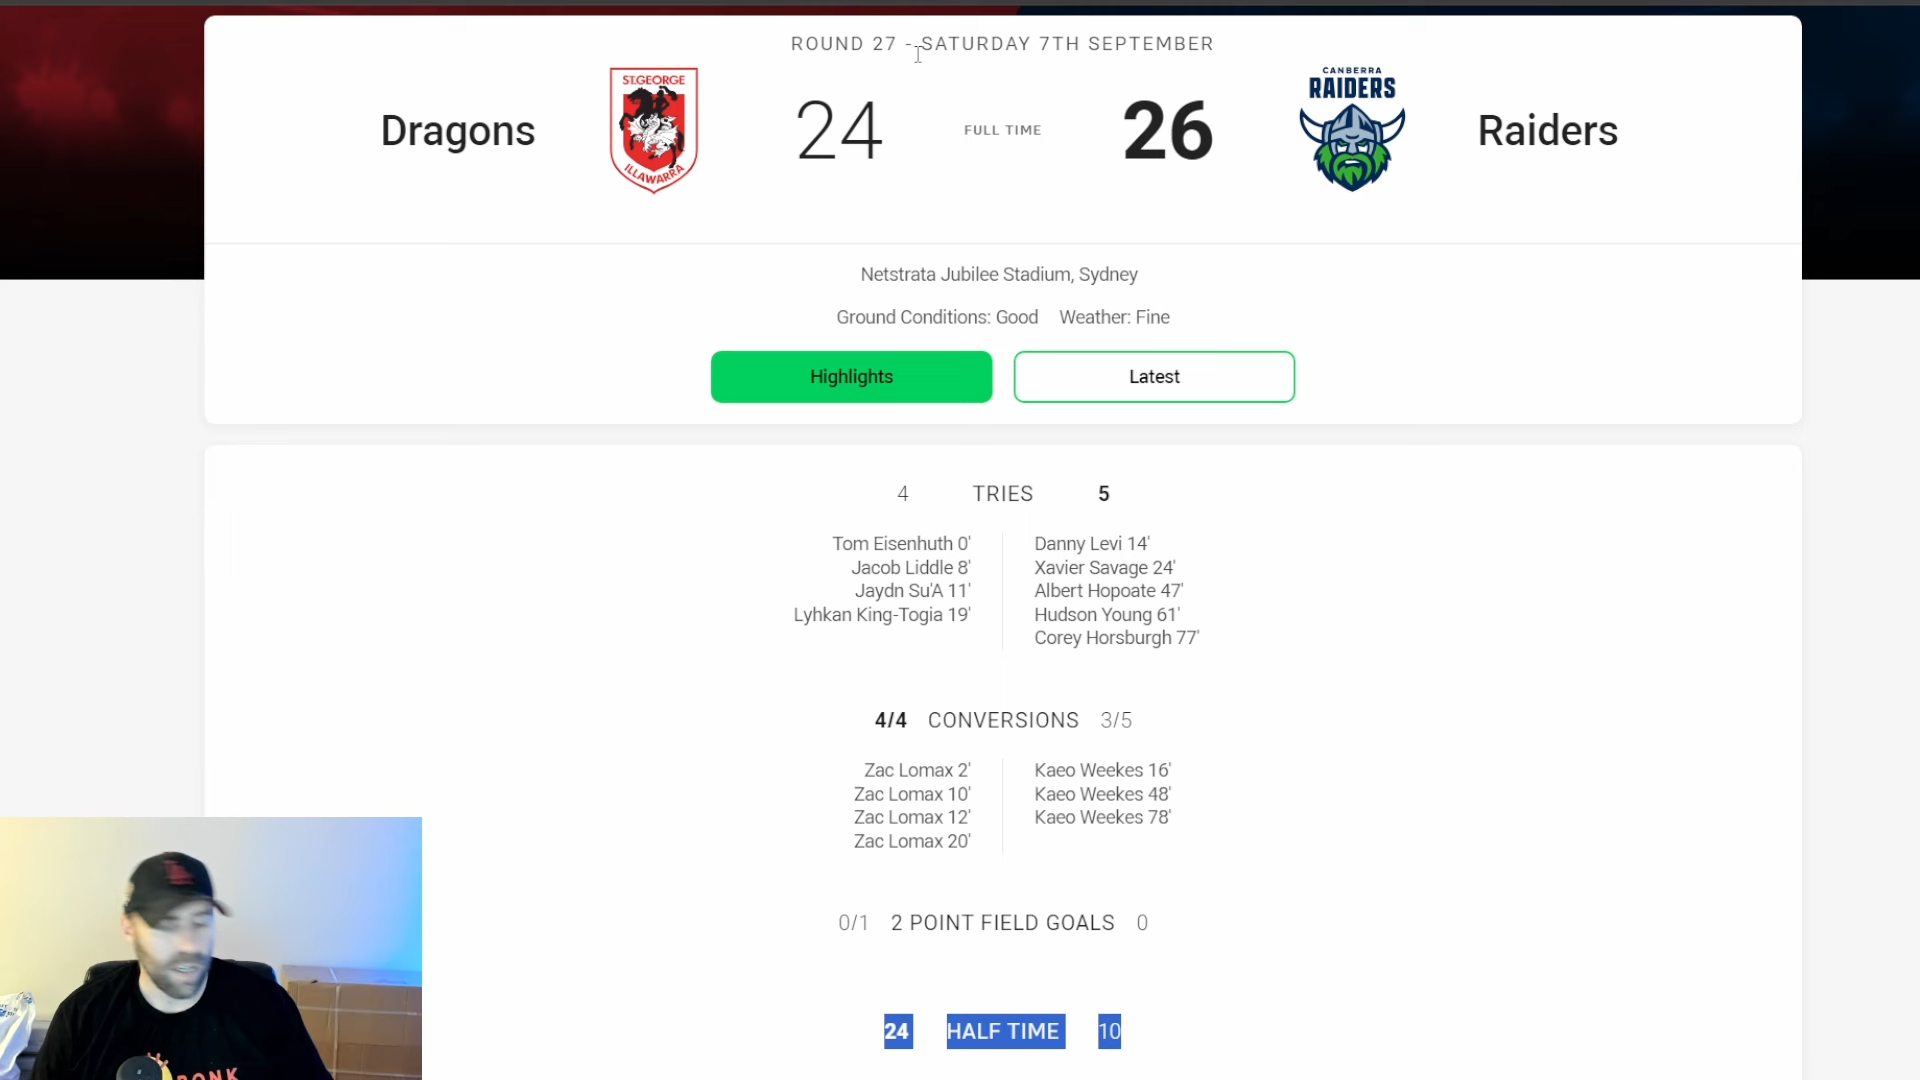 ROUND 27 - SATURDAY 7TH SEPTEMBER
Dragons
ST.GEORGE
ILLAWARRA
24
FULL TIME
26
CANBERRA
RAIDERS
Raiders
Netstrata Jubilee Stadium, Sydney
Ground Conditions: Good Weather: Fine
Highlights
Latest
4 TRIES 5
Tom Eisenhuth 0' Danny Levi 14'
Jacob Liddle 8' Xavier Savage 24'
Jaydn Su'A 11' Albert Hopoate 47'
Lyhkan King-Togia 19' Hudson Young 61'
Corey Horsburgh 77'
4/4 CONVERSIONS 3/5
Zac Lomax 2' Kaeo Weekes 16'
Zac Lomax 10' Kaeo Weekes 48'
Zac Lomax 12' Kaeo Weekes 78'
Zac Lomax 20'
0/1 2 POINT FIELD GOALS 0
24 HALF TIME 10